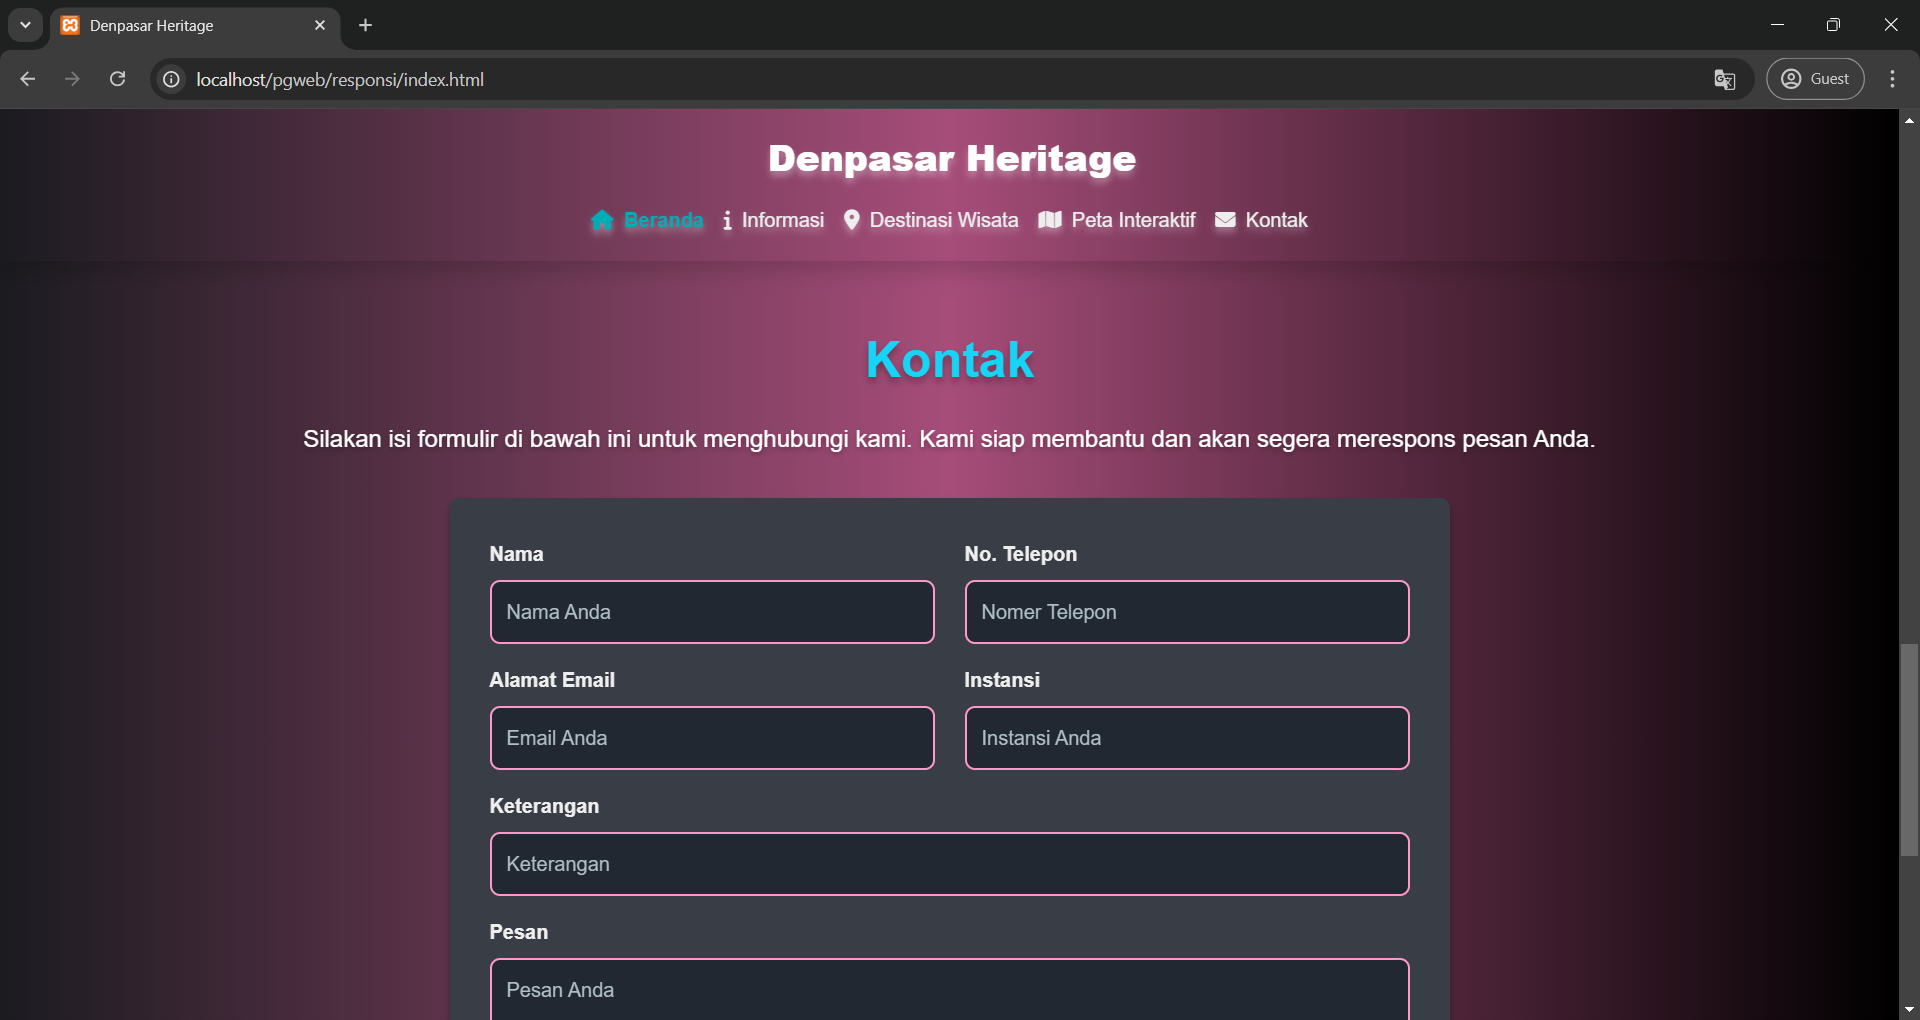 Denpasar Heritage
localhost/pgweb/responsi/index.html
Guest
Denpasar Heritage
Beranda Informasi Destinasi Wisata Peta Interaktif Kontak
Kontak
Silakan isi formulir di bawah ini untuk menghubungi kami. Kami siap membantu dan akan segera merespons pesan Anda.
Nama No. Telepon
Nama Anda Nomer Telepon
Alamat Email Instansi
Email Anda Instansi Anda
Keterangan
Keterangan
Pesan
Pesan Anda